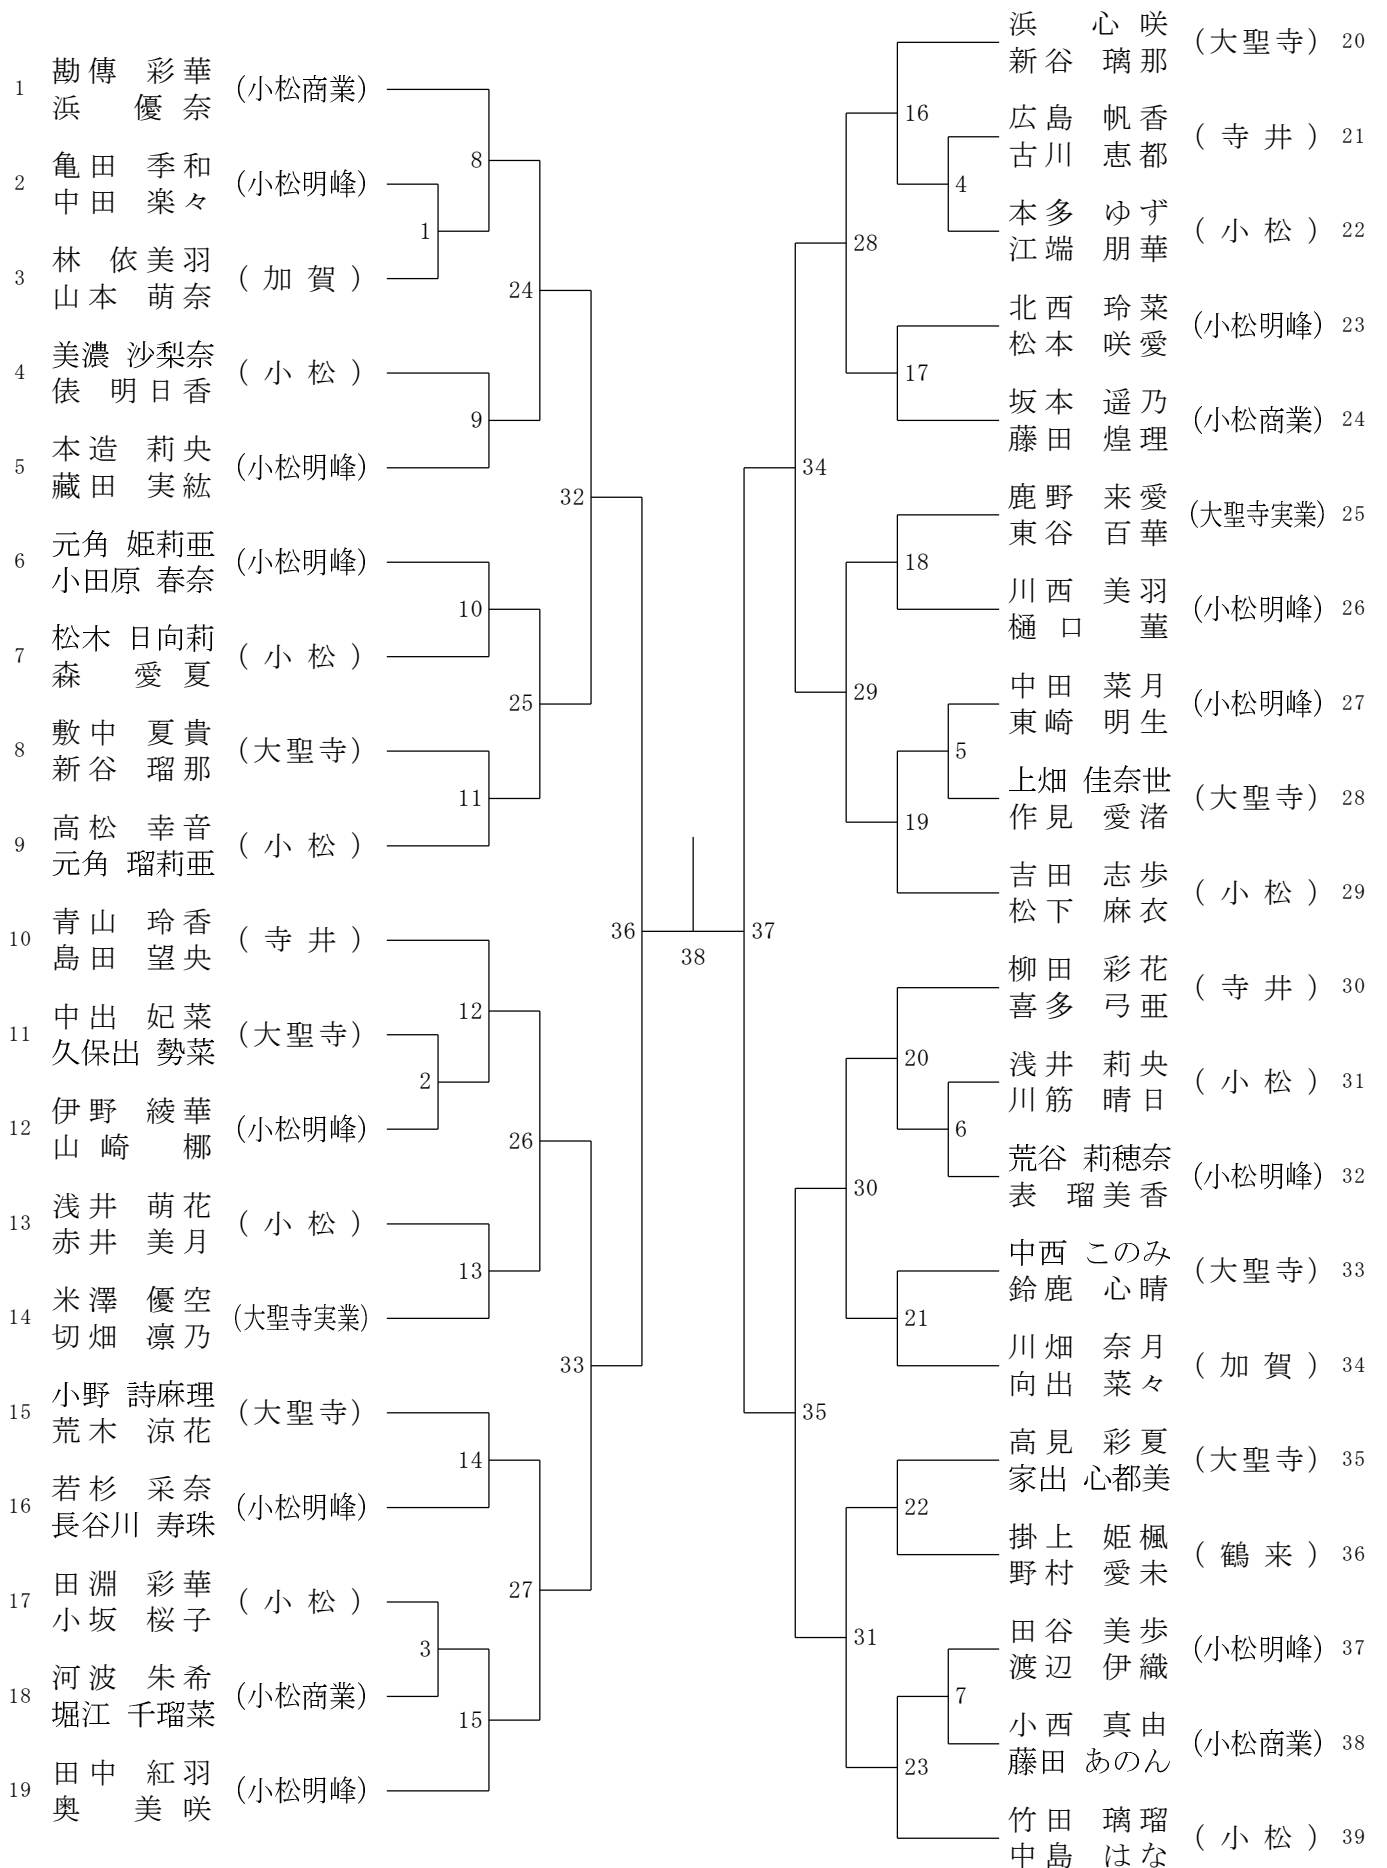 1 勘傳 彩華 (小松商業)
浜 優奈
2 亀田 季和 (小松明峰)
中田 楽々
3 林 依美羽 (加賀)
山本 萌奈
4 美濃 沙梨奈 (小松)
俵 明日香
5 本造 莉央 (小松明峰)
藏田 実紘
6 元角 姫莉亜 (小松明峰)
小田原 春奈
7 松木 日向莉 (小松)
森 愛夏
8 敷中 夏貴 (大聖寺)
新谷 瑠那
9 高松 幸音 (小松)
元角 瑠莉亜
10 青山 玲香 (寺井)
島田 望央
11 中出 妃菜 (大聖寺)
久保出 勢菜
12 伊野 綾華 (小松明峰)
山崎 梛
13 浅井 萌花 (小松)
赤井 美月
14 米澤 優空 (大聖寺実業)
切畑 凛乃
15 小野 詩麻理 (大聖寺)
荒木 涼花
16 若杉 采奈 (小松明峰)
長谷川 寿珠
17 田淵 彩華 (小松)
小坂 桜子
18 河波 朱希 (小松商業)
堀江 千瑠菜
19 田中 紅羽 (小松明峰)
奥 美咲
8
1
24
9
32
10
25
11
12
2
26
13
33
14
27
3
15
36
38
37
16
4
28
17
34
18
29
5
19
20
6
30
21
35
22
31
7
23
浜 心咲 (大聖寺) 20
新谷 璃那
広島 帆香 (寺井) 21
古川 恵都
本多 ゆず (小松) 22
江端 朋華
北西 玲菜 (小松明峰) 23
松本 咲愛
坂本 遥乃 (小松商業) 24
藤田 煌理
鹿野 来愛 (大聖寺実業) 25
東谷 百華
川西 美羽 (小松明峰) 26
樋口 菫
中田 菜月 (小松明峰) 27
東崎 明生
上畑 佳奈世 (大聖寺) 28
作見 愛渚
吉田 志歩 (小松) 29
松下 麻衣
柳田 彩花 (寺井) 30
喜多 弓亜
浅井 莉央 (小松) 31
川筋 晴日
荒谷 莉穂奈 (小松明峰) 32
表 瑠美香
中西 このみ (大聖寺) 33
鈴鹿 心晴
川畑 奈月 (加賀) 34
向出 菜々
高見 彩夏 (大聖寺) 35
家出 心都美
掛上 姫楓 (鶴来) 36
野村 愛未
田谷 美歩 (小松明峰) 37
渡辺 伊織
小西 真由 (小松商業) 38
藤田 あのん
竹田 璃瑠 (小松) 39
中島 はな